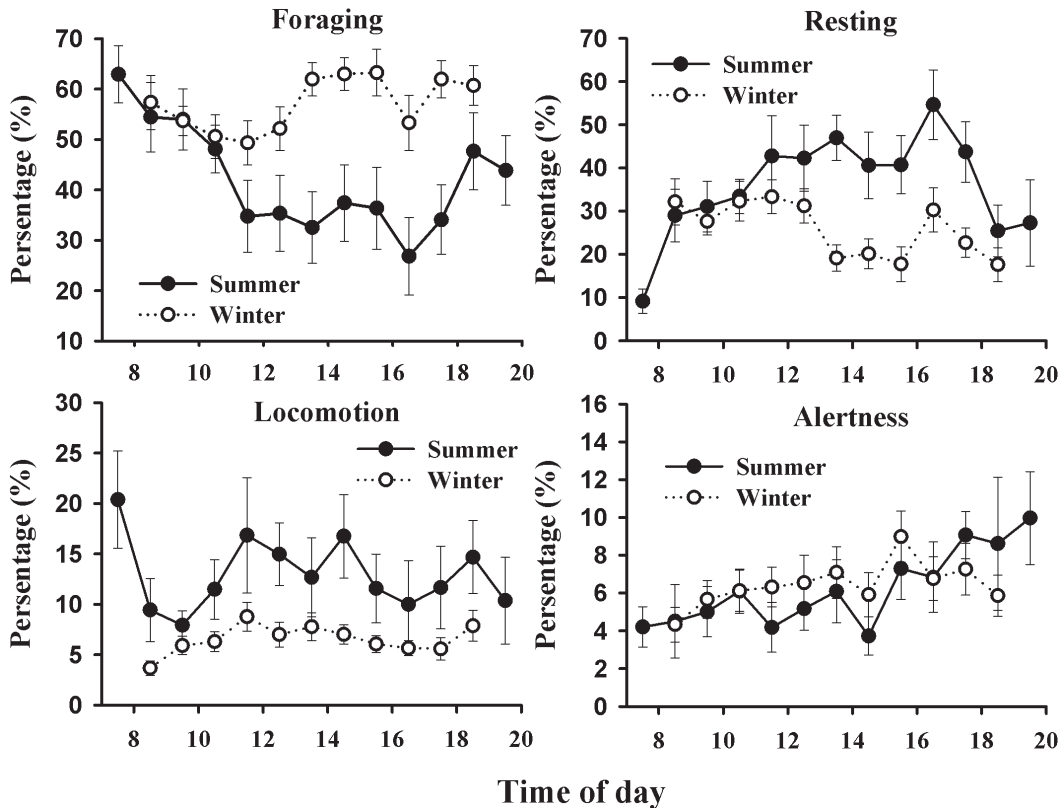 Foraging
Persentage (%)
70
60
50
40
30
20
10
Summer
Winter
8 10 12 14 16 18 20
Resting
Persentage (%)
70
60
50
40
30
20
10
0
Summer
Winter
8 10 12 14 16 18 20
Locomotion
Persentage (%)
30
25
20
15
10
5
0
Summer
Winter
8 10 12 14 16 18 20
Alertness
Persentage (%)
16
14
12
10
8
6
4
2
0
Summer
Winter
8 10 12 14 16 18 20
Time of day